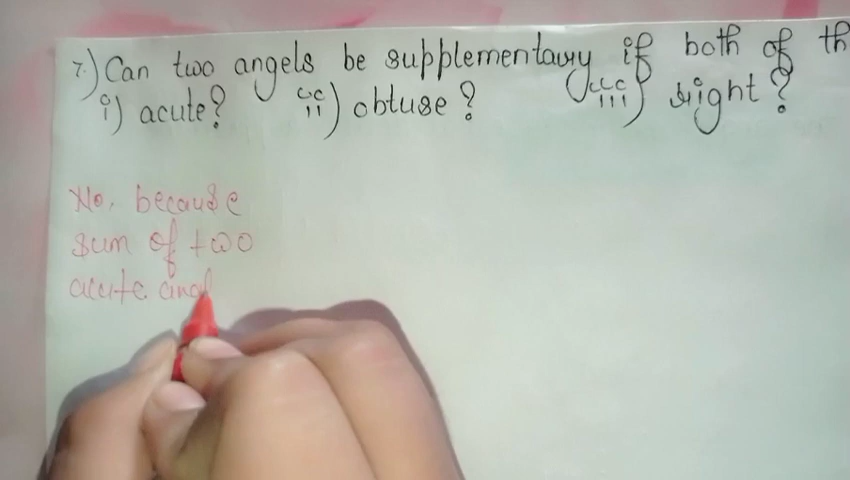 7.) Can two angels be supplementary if both of th
i) acute? ii) obtuse? (iii) right?
No, because
sum of two
acute angl